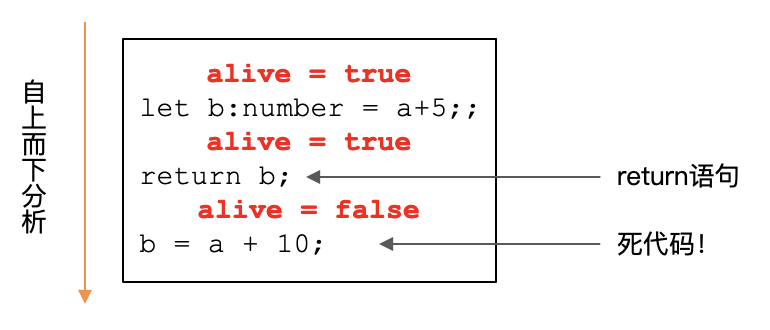 自上而下分析
alive = true
let b:number = a+5;;
alive = true
return b;
return语句
alive = false
b = a + 10;
死代码！